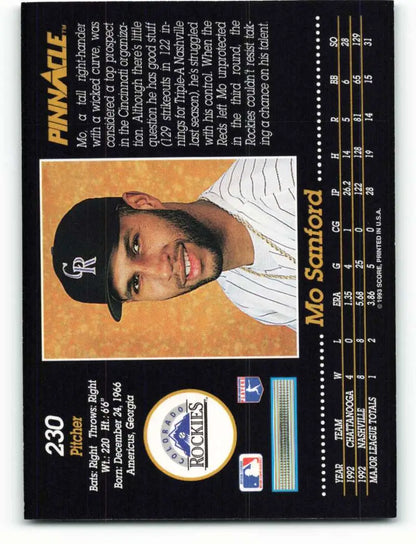 230
Pitcher
Bats: Right Throws: Right
Wt.: 220 Ht.: 6'6"
Born: December 24, 1966
Americus, Georgia
COLORADO
ROCKIES
CR
PINNACLE™
Mo, a tall right-hander
with a wicked curve, was
considered a top prospect
in the Cincinnati organiza-
tion. Although there's little
question he has good stuff
(129 strikeouts in 122 in-
nings for Triple-A Nashville
last season), he's struggled
with his control. When the
Reds left Mo unprotected
in the third round, the
Rockies couldn't resist tak-
ing a chance on his talent.
Mo Sanford
YEAR TEAM W L ERA G CG IP H R BB SO
1992 CHATTANOOGA 4 0 1.35 4 1 26.2 14 5 6 28
1992 NASHVILLE 8 8 5.68 25 0 122 128 81 65 129
MAJOR LEAGUE TOTALS 1 2 3.86 5 0 28 19 14 15 31
© 1993 SCORE, PRINTED IN U.S.A.